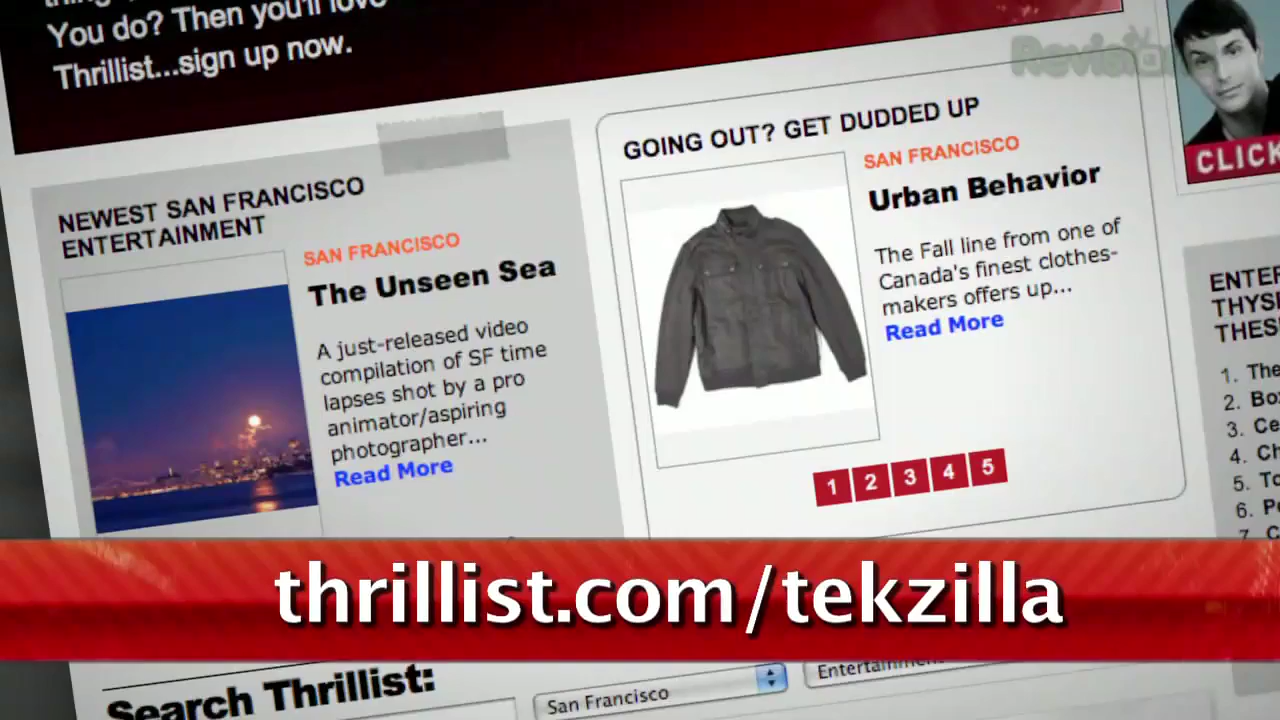 You do? Then you'll love
Thrillist...sign up now.
NEWEST SAN FRANCISCO
ENTERTAINMENT
SAN FRANCISCO
The Unseen Sea
A just-released video
compilation of SF time
lapses shot by a pro
animator/aspiring
photographer...
Read More
GOING OUT? GET DUDDED UP
SAN FRANCISCO
Urban Behavior
The Fall line from one of
Canada's finest clothes-
makers offers up...
Read More
1 2 3 4 5
CLICK
1. The
2.
3.
4.
5.
6.
7.
thrillist.com/tekzilla
Search Thrillist:
San Francisco
Entertainment